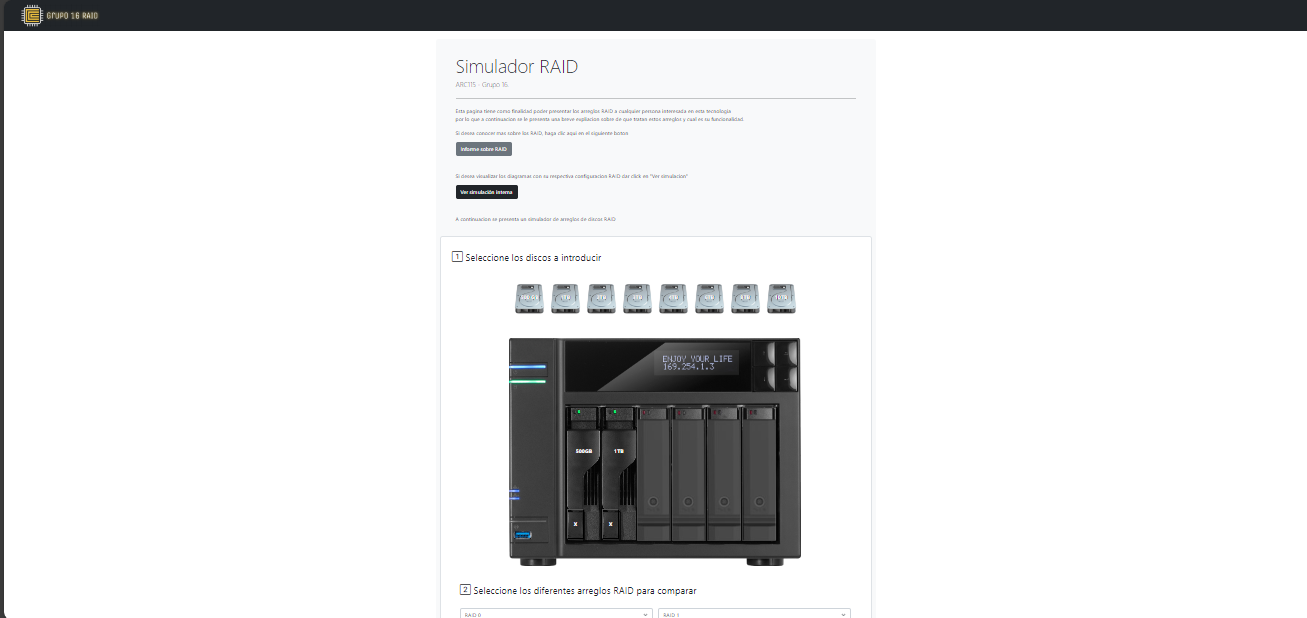 GRUPO 16 RAID
Simulador RAID
ARC115 - Grupo 16
Esta pagina tiene como finalidad poder presentar los arreglos RAID a cualquier persona interesada en esta tecnologia
por lo que a continuacion se le presenta una breve expliacion sobre de que tratan estos arreglos y cual es su funcionalidad.
Si desea conocer mas sobre los RAID, haga clic aqui en el siguiente boton
Informe sobre RAID
Si desea visualizar los diagramas con su respectiva configuracion RAID dar click en "Ver simulacion"
Ver simulación interna
A continuacion se presenta un simulador de arreglos de discos RAID
1 Seleccione los discos a introducir
1TB
10TB
ENJOY YOUR LIFE
169.254.1.3
500GB 1TB
X X
2 Seleccione los diferentes arreglos RAID para comparar
RAID 0 RAID 1